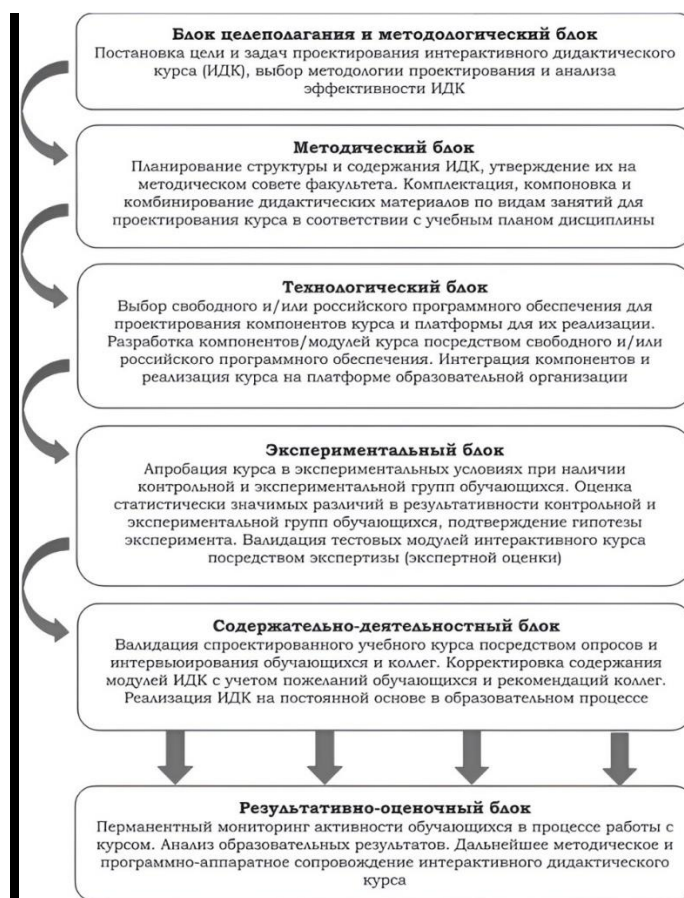 Блок целеполагания и методологический блок
Постановка цели и задач проектирования интерактивного дидактического
курса (ИДК), выбор методологии проектирования и анализа
эффективности ИДК
Методический блок
Планирование структуры и содержания ИДК, утверждение их на
методическом совете факультета. Комплектация, компоновка и
комбинирование дидактических материалов по видам занятий для
проектирования курса в соответствии с учебным планом дисциплины
Технологический блок
Выбор свободного и/или российского программного обеспечения для
проектирования компонентов курса и платформы для их реализации.
Разработка компонентов/модулей курса посредством свободного и/или
российского программного обеспечения. Интеграция компонентов и
реализация курса на платформе образовательной организации
Экспериментальный блок
Апробация курса в экспериментальных условиях при наличии
контрольной и экспериментальной групп обучающихся. Оценка
статистически значимых различий в результативности контрольной и
экспериментальной групп обучающихся, подтверждение гипотезы
эксперимента. Валидация тестовых модулей интерактивного курса
посредством экспертизы (экспертной оценки)
Содержательно-деятельностный блок
Валидация спроектированного учебного курса посредством опросов и
интервьюирования обучающихся и коллег. Корректировка содержания
модулей ИДК с учетом пожеланий обучающихся и рекомендаций коллег.
Реализация ИДК на постоянной основе в образовательном процессе
Результативно-оценочный блок
Перманентный мониторинг активности обучающихся в процессе работы с
курсом. Анализ образовательных результатов. Дальнейшее методическое и
программно-аппаратное сопровождение интерактивного дидактического
курса